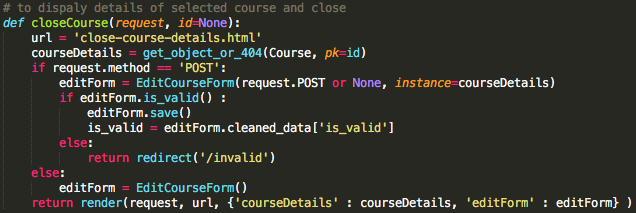 # to dispaly details of selected course and close
def closeCourse(request, id=None):
    url = 'close-course-details.html'
    courseDetails = get_object_or_404(Course, pk=id)
    if request.method == 'POST':
        editForm = EditCourseForm(request.POST or None, instance=courseDetails)
        if editForm.is_valid() :
            editForm.save()
            is_valid = editForm.cleaned_data['is_valid']
        else:
            return redirect('/invalid')
    else:
        editForm = EditCourseForm()
    return render(request, url, {'courseDetails' : courseDetails, 'editForm' : editForm} )